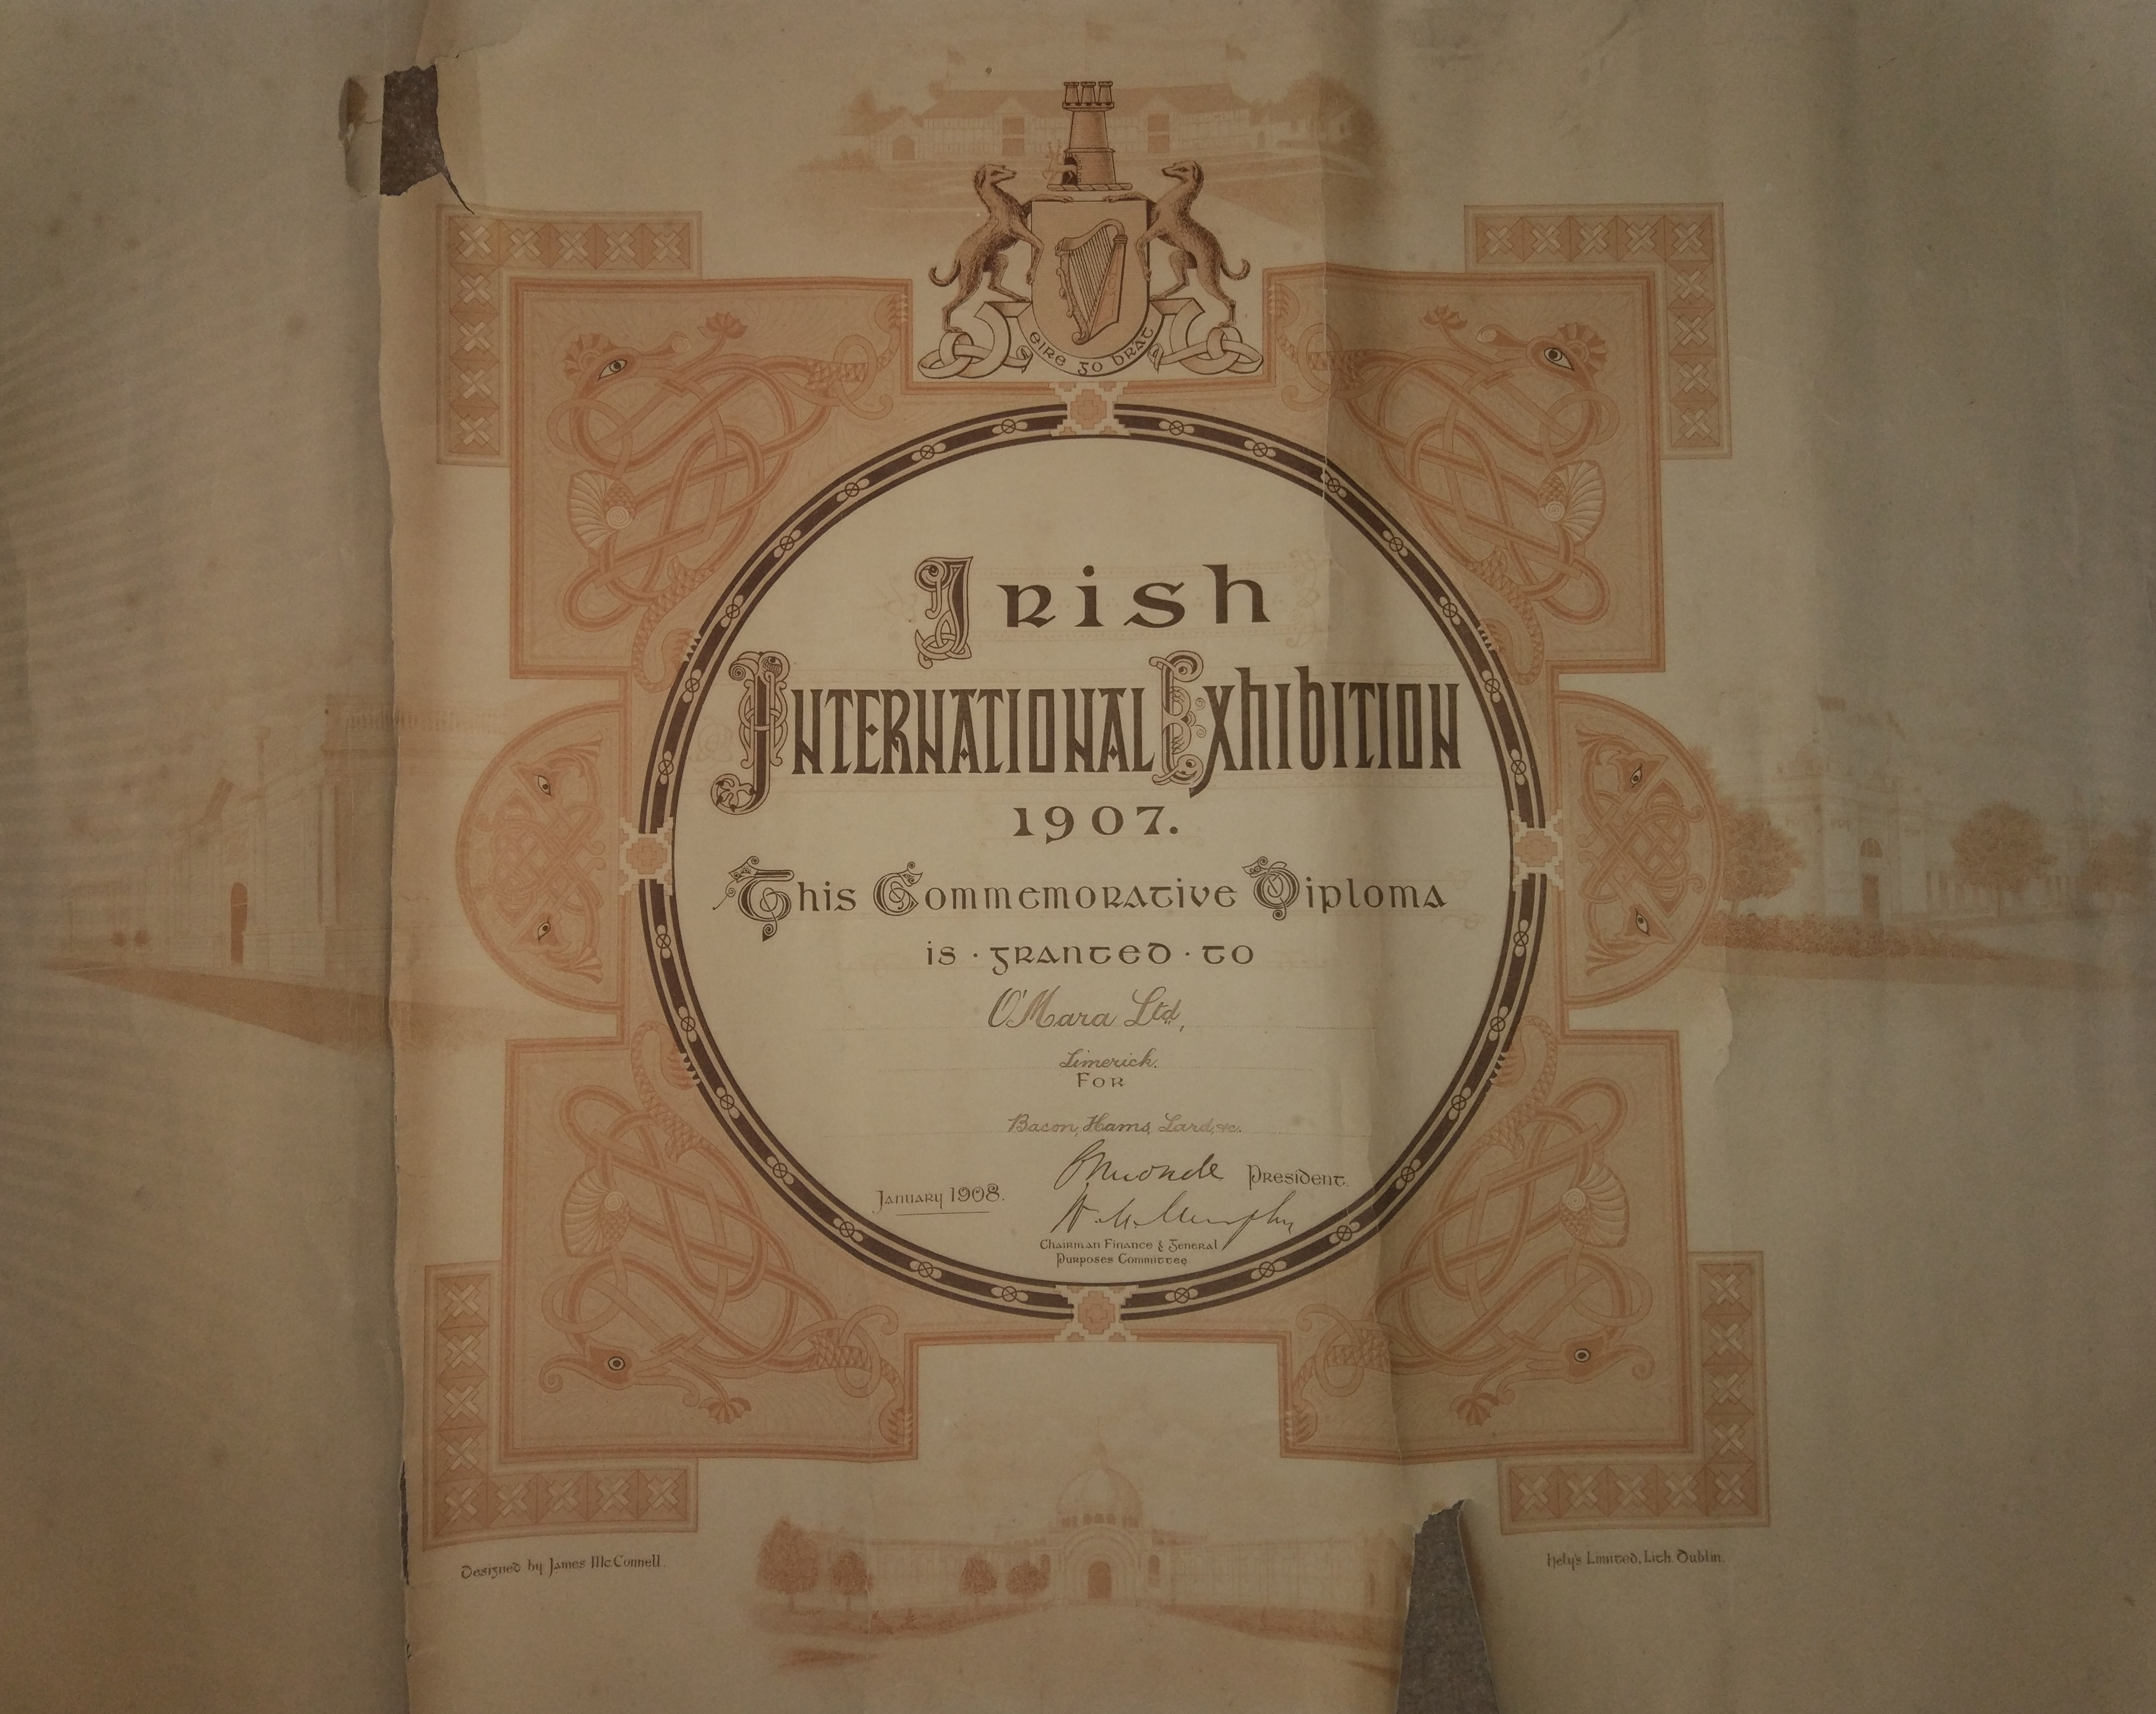 Eire go brat
Irish
International Exhibition
1907.
This Commemorative Diploma
is · granted · to
O'Mara Ltd,
Limerick.
For
Bacon, Hams, Lard, &c.
President.
January 1908.
W. M. Murphy
Chairman Finance & General
Purposes Committee
Designed by James McConnell.
Hely's Limited, Lith. Dublin.